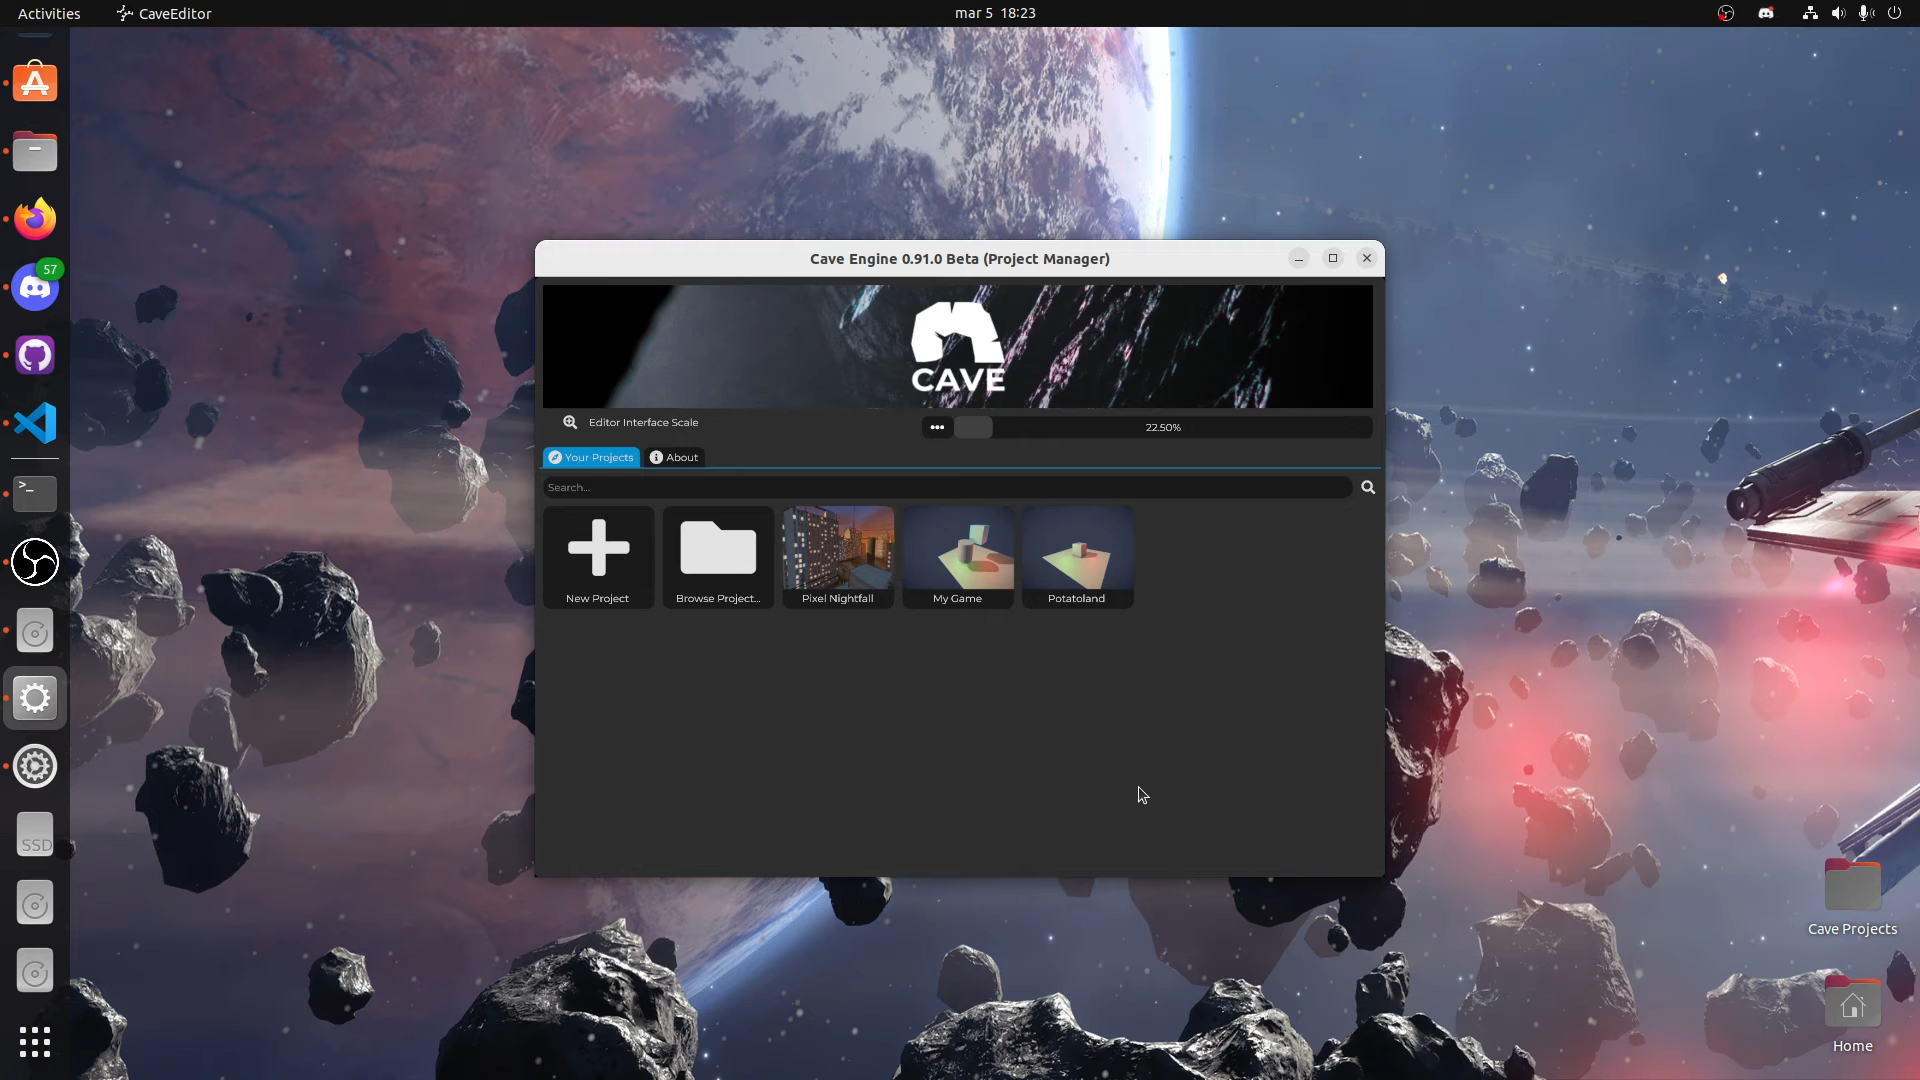 Activities
CaveEditor
mar 5 18:23
57
>_
SSD
Cave Engine 0.91.0 Beta (Project Manager)
CAVE
Editor Interface Scale
•••
22.50%
Your Projects
About
Search...
New Project
Browse Project...
Pixel Nightfall
My Game
Potatoland
Cave Projects
Home